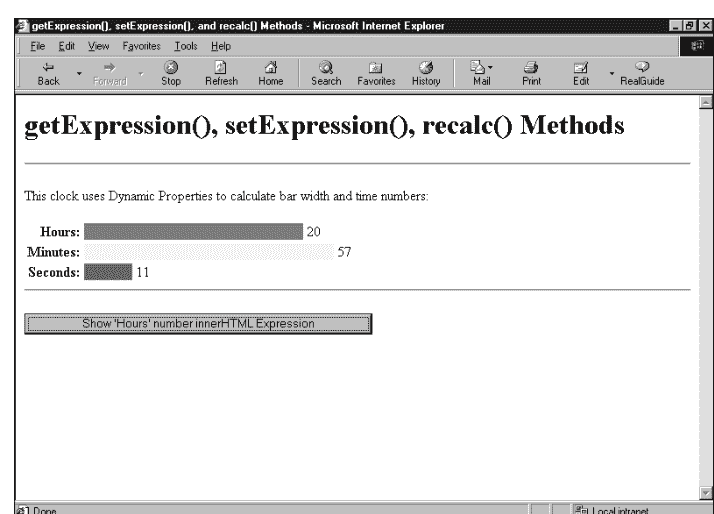 getExpression(), setExpression(), and recalc() Methods - Microsoft Internet Explorer
File Edit View Favorites Tools Help
Back Forward Stop Refresh Home Search Favorites History Mail Print Edit RealGuide
getExpression(), setExpression(), recalc() Methods
This clock uses Dynamic Properties to calculate bar width and time numbers:
Hours: 20
Minutes: 57
Seconds: 11
Show 'Hours' number innerHTML Expression
Done Local intranet